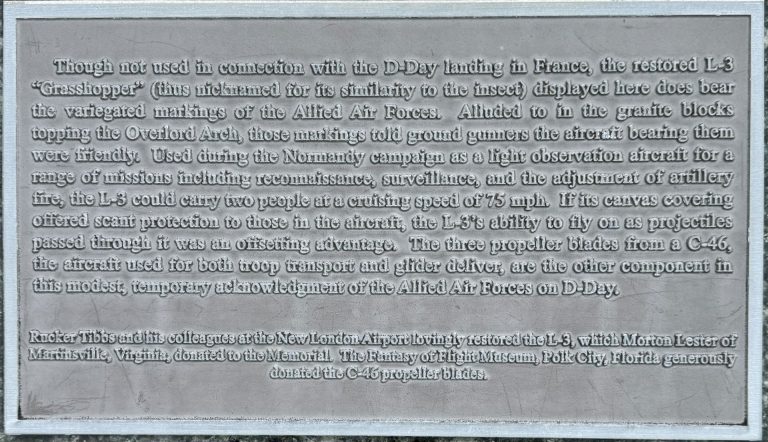 Though not used in connection with the D-Day landing in France, the restored L-3
"Grasshopper" (thus nicknamed for its similarity to the insect) displayed here does bear
the variegated markings of the Allied Air Forces. Alluded to in the granite blocks
topping the Overlord Arch, those markings told ground gunners the aircraft bearing them
were friendly. Used during the Normandy campaign as a light observation aircraft for a
range of missions including reconnaissance, surveillance, and the adjustment of artillery
fire, the L-3 could carry two people at a cruising speed of 75 mph. If its canvas covering
offered scant protection to those in the aircraft, the L-3's ability to fly on as projectiles
passed through it was an offsetting advantage. The three propeller blades from a C-46,
the aircraft used for both troop transport and glider deliver, are the other component in
this modest, temporary acknowledgment of the Allied Air Forces on D-Day.
Rucker Tibbs and his colleagues at the New London Airport lovingly restored the L-3, which Morton Lester of
Martinsville, Virginia, donated to the Memorial. The Fantasy of Flight Museum, Polk City, Florida generously
donated the C-46 propeller blades.